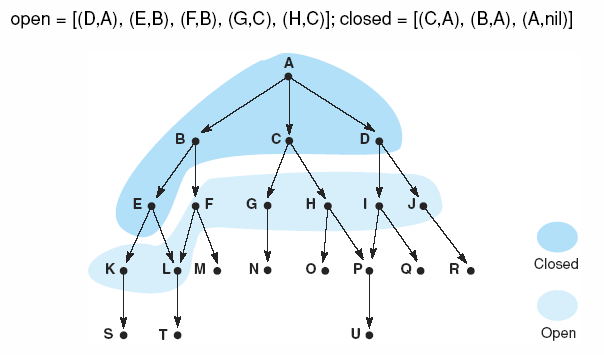 open = [(D,A), (E,B), (F,B), (G,C), (H,C)]; closed = [(C,A), (B,A), (A,nil)]
A
B C D
E F G H I J
K L M N O P Q R
Closed
S T U
Open